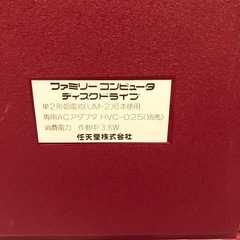 ファミリー コンピュータ
ディスクドライブ
単2形乾電池(UM-2)6本使用
専用ACアダプタ HVC-025(別売)
消費電力 作動中 3.6W
任天堂株式会社